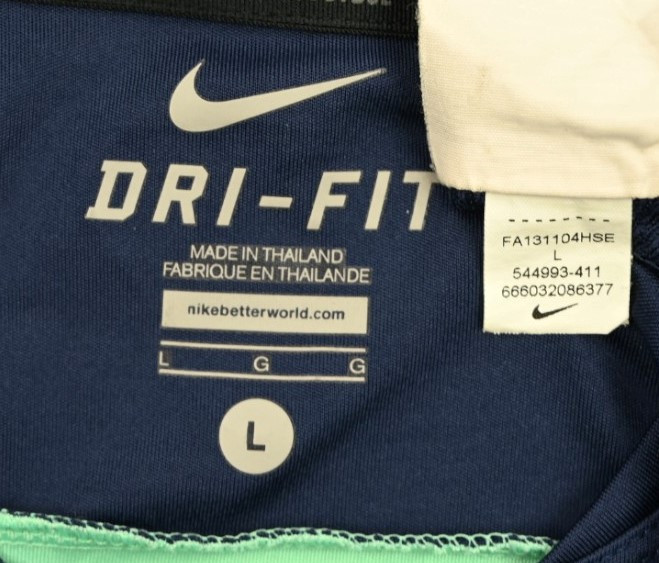 DRI-FIT
MADE IN THAILAND
FABRIQUE EN THAILANDE
nikebetterworld.com
L G G
L
FA131104HSE
L
544993-411
666032086377